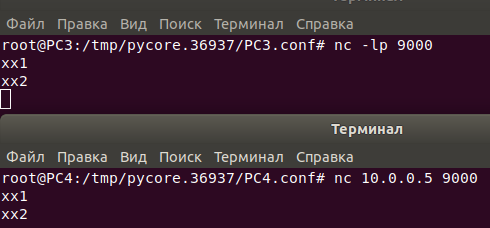 Терминал
Файл Правка Вид Поиск Терминал Справка
root@PC3:/tmp/pycore.36937/PC3.conf# nc -lp 9000
xx1
xx2
Терминал
Файл Правка Вид Поиск Терминал Справка
root@PC4:/tmp/pycore.36937/PC4.conf# nc 10.0.0.5 9000
xx1
xx2